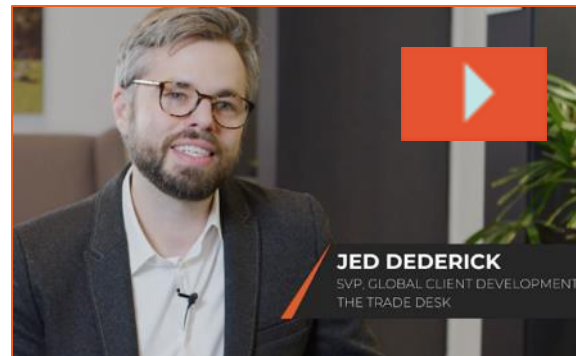 JED DEDERICK
SVP, GLOBAL CLIENT DEVELOPMENT
THE TRADE DESK